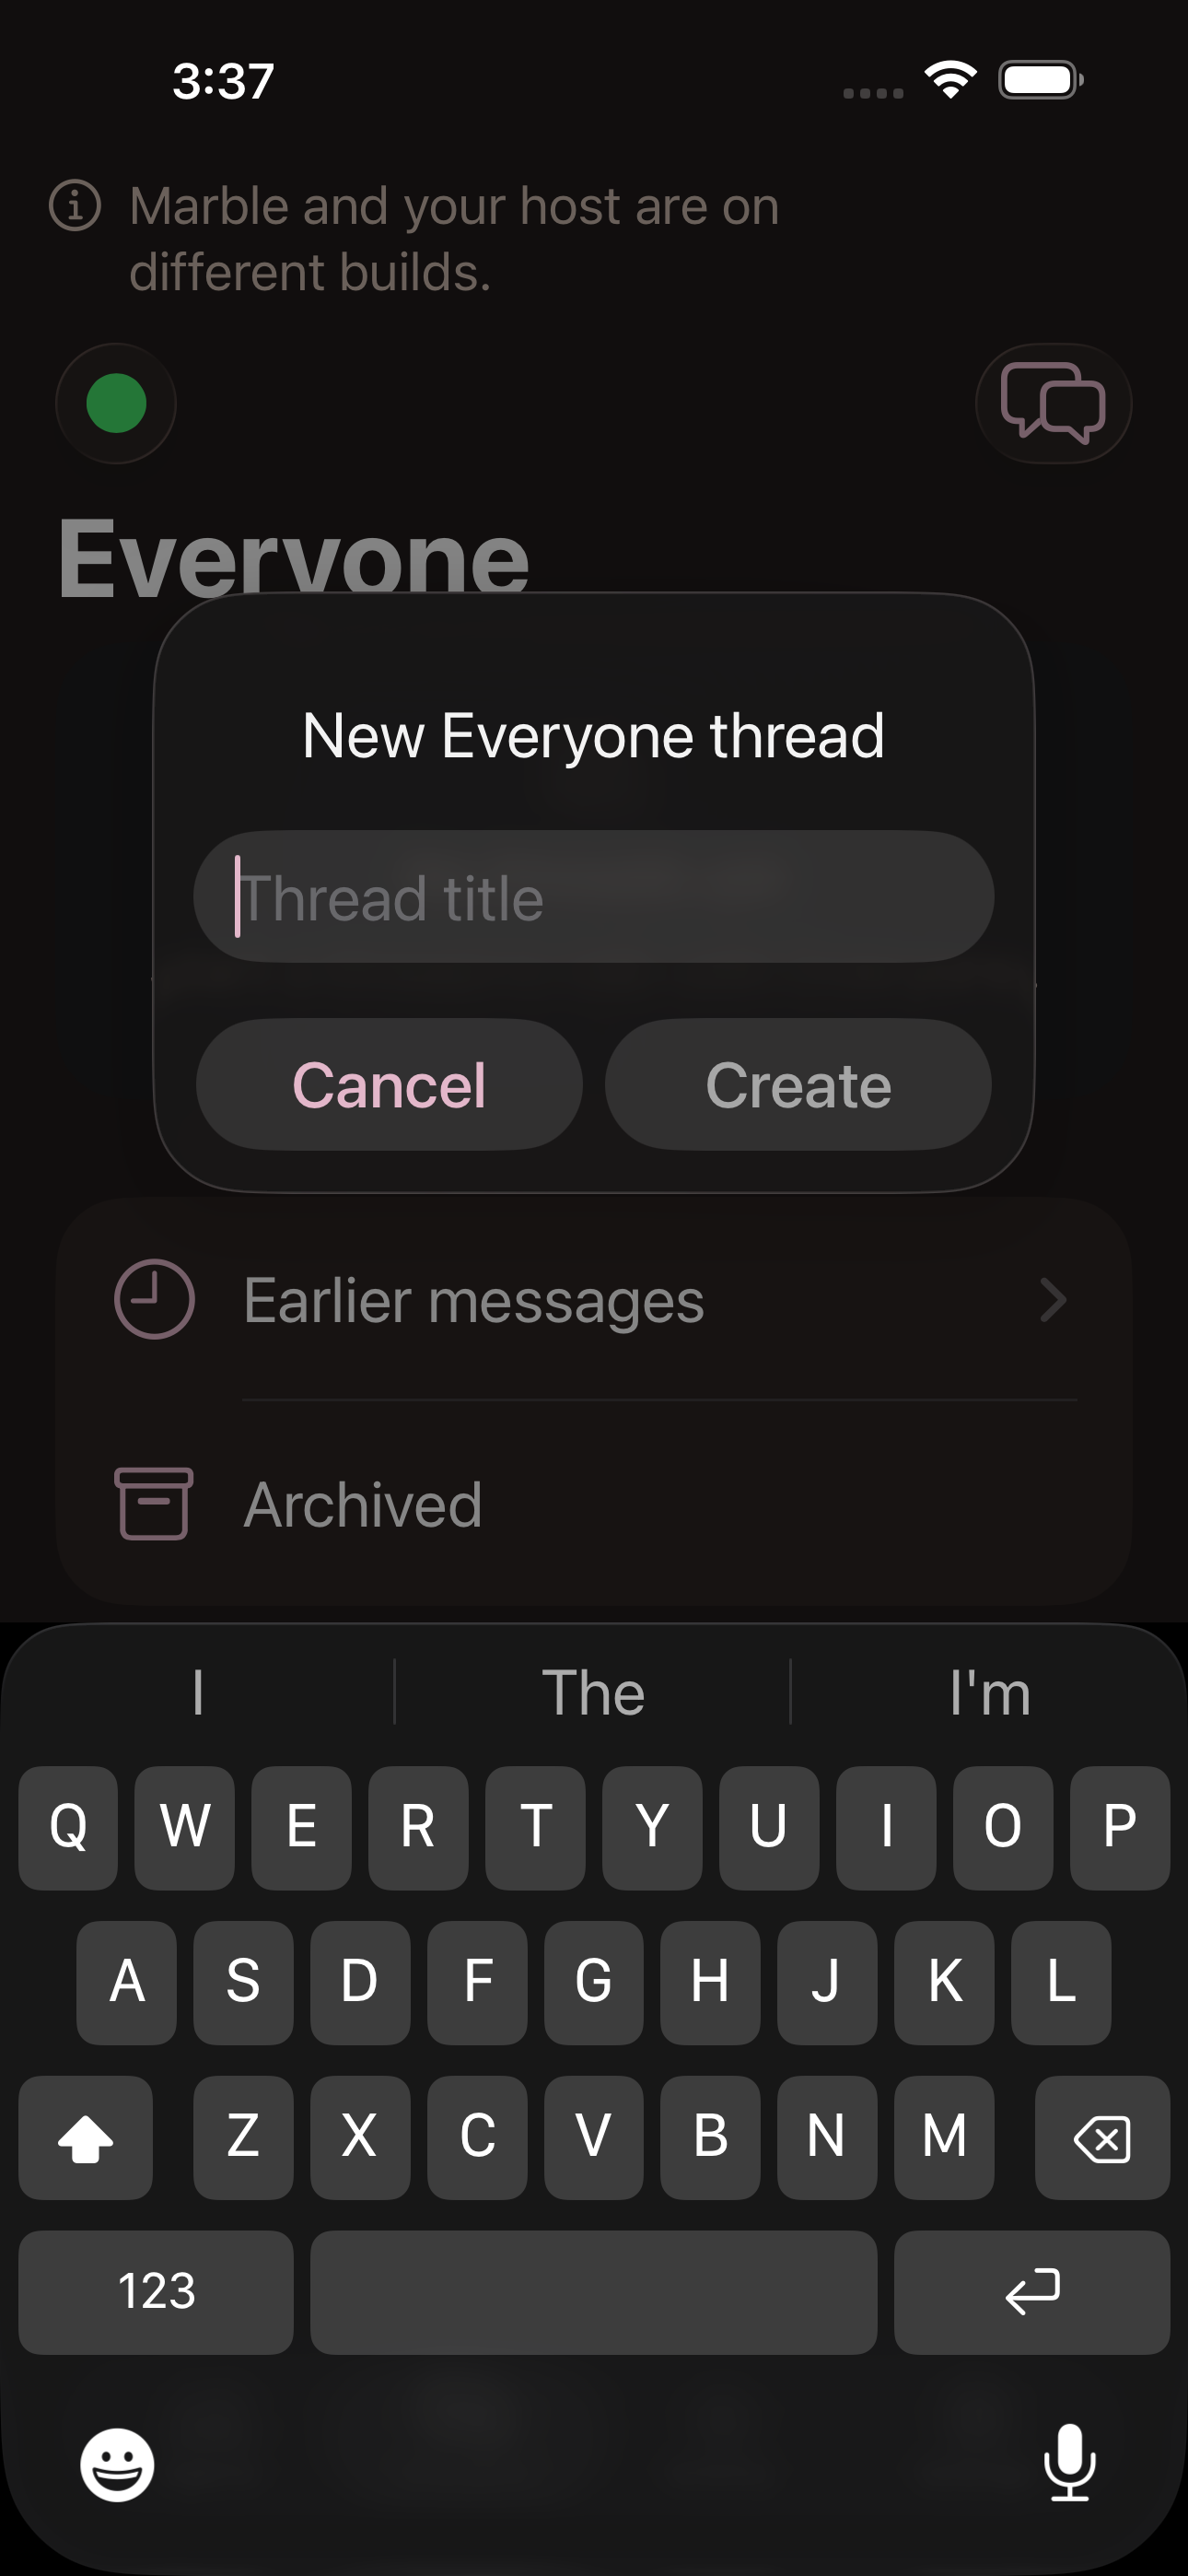 3:37
Marble and your host are on
different builds.
Everyone
New Everyone thread
Thread title
Cancel
Create
Earlier messages
Archived
I
The
I'm
Q W E R T Y U I O P
A S D F G H J K L
Z X C V B N M
123